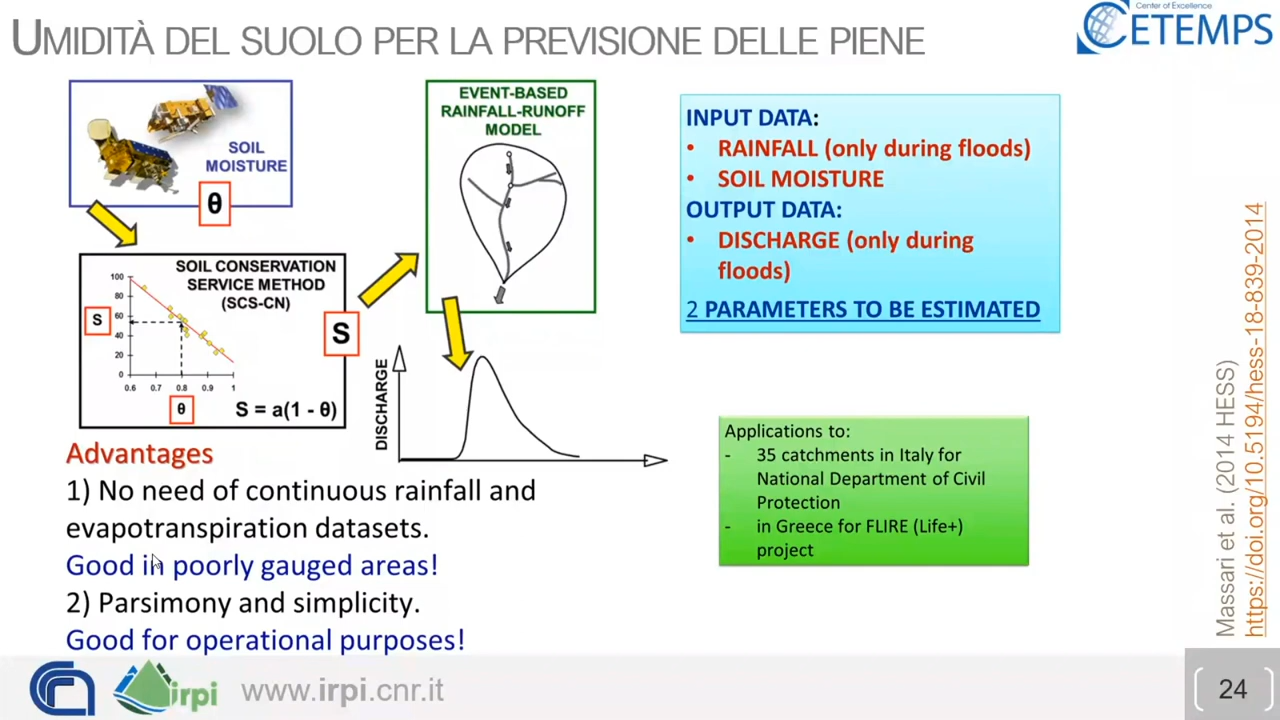 UMIDITÀ DEL SUOLO PER LA PREVISIONE DELLE PIENE
Center of Excellence
CETEMPS
SOIL
MOISTURE
θ
SOIL CONSERVATION
SERVICE METHOD
(SCS-CN)
100
80
60
40
20
0
0.6 0.7 0.8 0.9 1
S
θ
S = a(1 - θ)
S
EVENT-BASED
RAINFALL-RUNOFF
MODEL
DISCHARGE
INPUT DATA:
• RAINFALL (only during floods)
• SOIL MOISTURE
OUTPUT DATA:
• DISCHARGE (only during
floods)
2 PARAMETERS TO BE ESTIMATED
Applications to:
- 35 catchments in Italy for
National Department of Civil
Protection
- in Greece for FLIRE (Life+)
project
Advantages
1) No need of continuous rainfall and
evapotranspiration datasets.
Good in poorly gauged areas!
2) Parsimony and simplicity.
Good for operational purposes!
Massari et al. (2014 HESS)
https://doi.org/10.5194/hess-18-839-2014
irpi
www.irpi.cnr.it
24